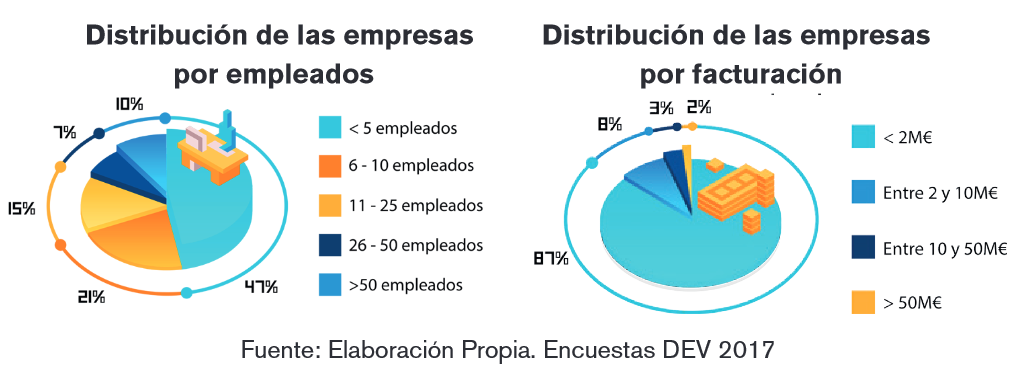 Distribución de las empresas
por empleados
10%
7%
15%
21%
47%
< 5 empleados
6 - 10 empleados
11 - 25 empleados
26 - 50 empleados
>50 empleados
Distribución de las empresas
por facturación
3%
2%
8%
87%
< 2M€
Entre 2 y 10M€
Entre 10 y 50M€
> 50M€
Fuente: Elaboración Propia. Encuestas DEV 2017